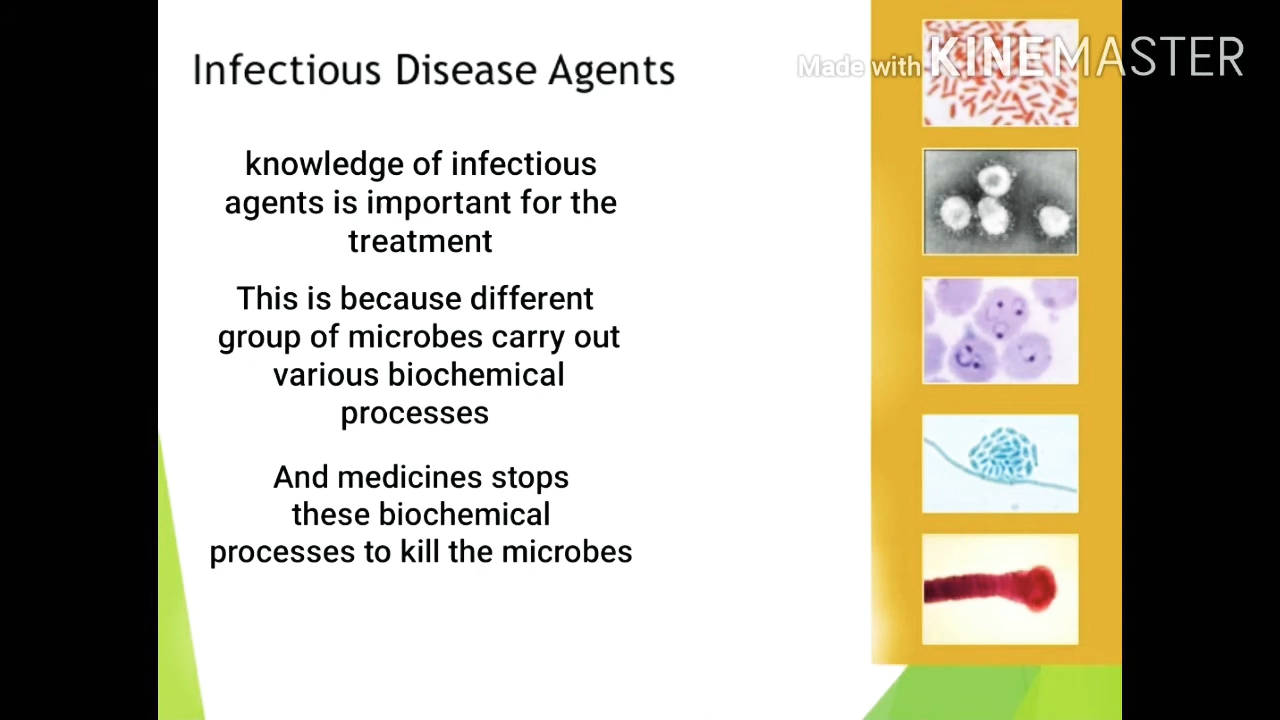 Infectious Disease Agents
Made with KINEMASTER
knowledge of infectious
agents is important for the
treatment
This is because different
group of microbes carry out
various biochemical
processes
And medicines stops
these biochemical
processes to kill the microbes